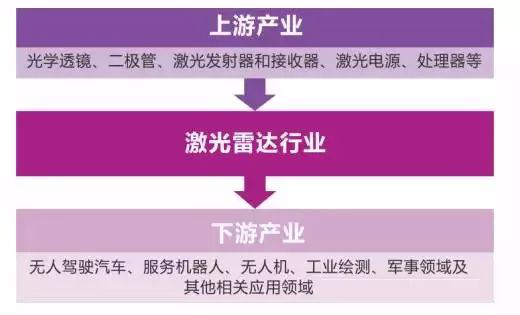 上游产业
光学透镜、二极管、激光发射器和接收器、激光电源、处理器等
激光雷达行业
下游产业
无人驾驶汽车、服务机器人、无人机、工业绘测、军事领域及
其他相关应用领域